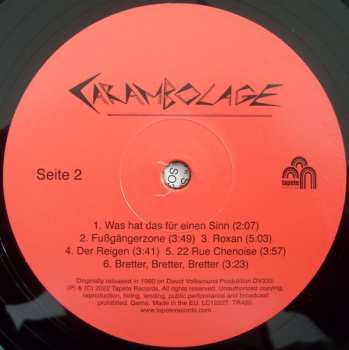 CARAMBOLAGE
Seite 2
tapete
1. Was hat das für einen Sinn (2:07)
2. Fußgängerzone (3:49) 3. Roxan (5:03)
4. Der Reigen (3:41) 5. 22 Rue Chenoise (3:57)
6. Bretter, Bretter, Bretter (3:23)
Originally released in 1980 on David Volksmund Produktion
(P) & (C) 2022 Tapete Records. All rights reserved. Unauthorized copying,
reproduction, hiring, lending, public performance and broadcast
prohibited. Gema. Made in the EU. LC12227.
www.tapeterecords.com